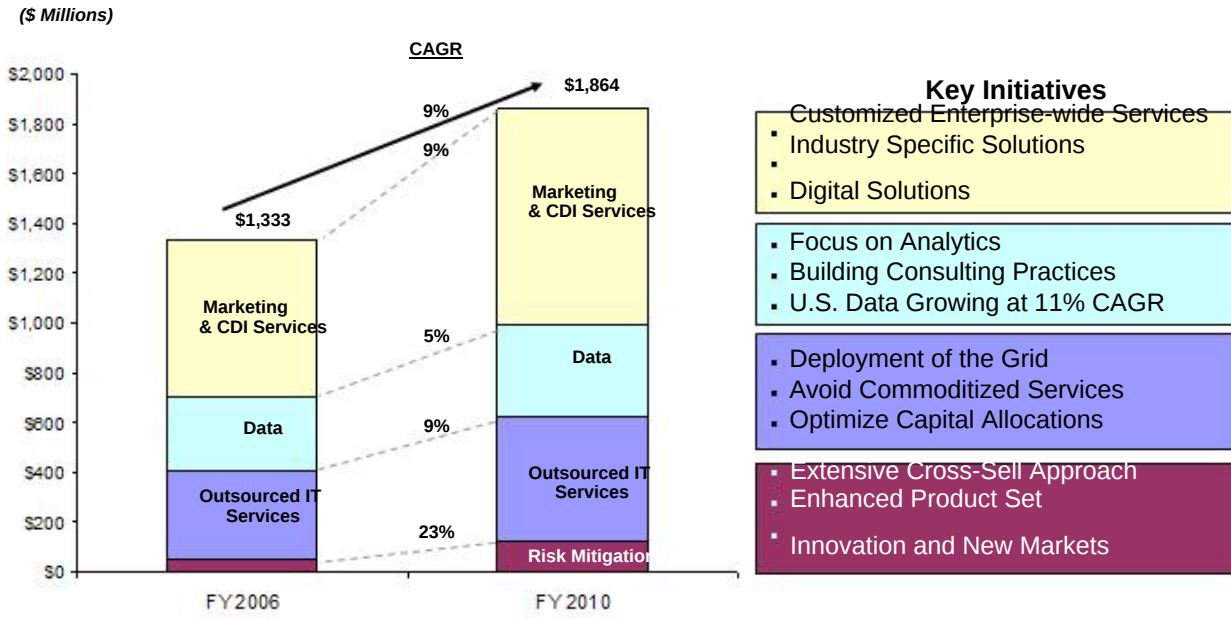 ($ Millions)
CAGR
$2,000
$1,800
$1,600
$1,400
$1,200
$1,000
$800
$600
$400
$200
$0
$1,333
$1,864
9%
9%
5%
9%
23%
Marketing
& CDI Services
Data
Outsourced IT
Services
FY2006
Marketing
& CDI Services
Data
Outsourced IT
Services
Risk Mitigation
FY2010
Key Initiatives
Customized Enterprise-wide Services
▪ Industry Specific Solutions
▪
Digital Solutions
▪ Focus on Analytics
▪ Building Consulting Practices
▪ U.S. Data Growing at 11% CAGR
▪ Deployment of the Grid
▪ Avoid Commoditized Services
▪ Optimize Capital Allocations
▪ Extensive Cross-Sell Approach
▪ Enhanced Product Set
▪ Innovation and New Markets